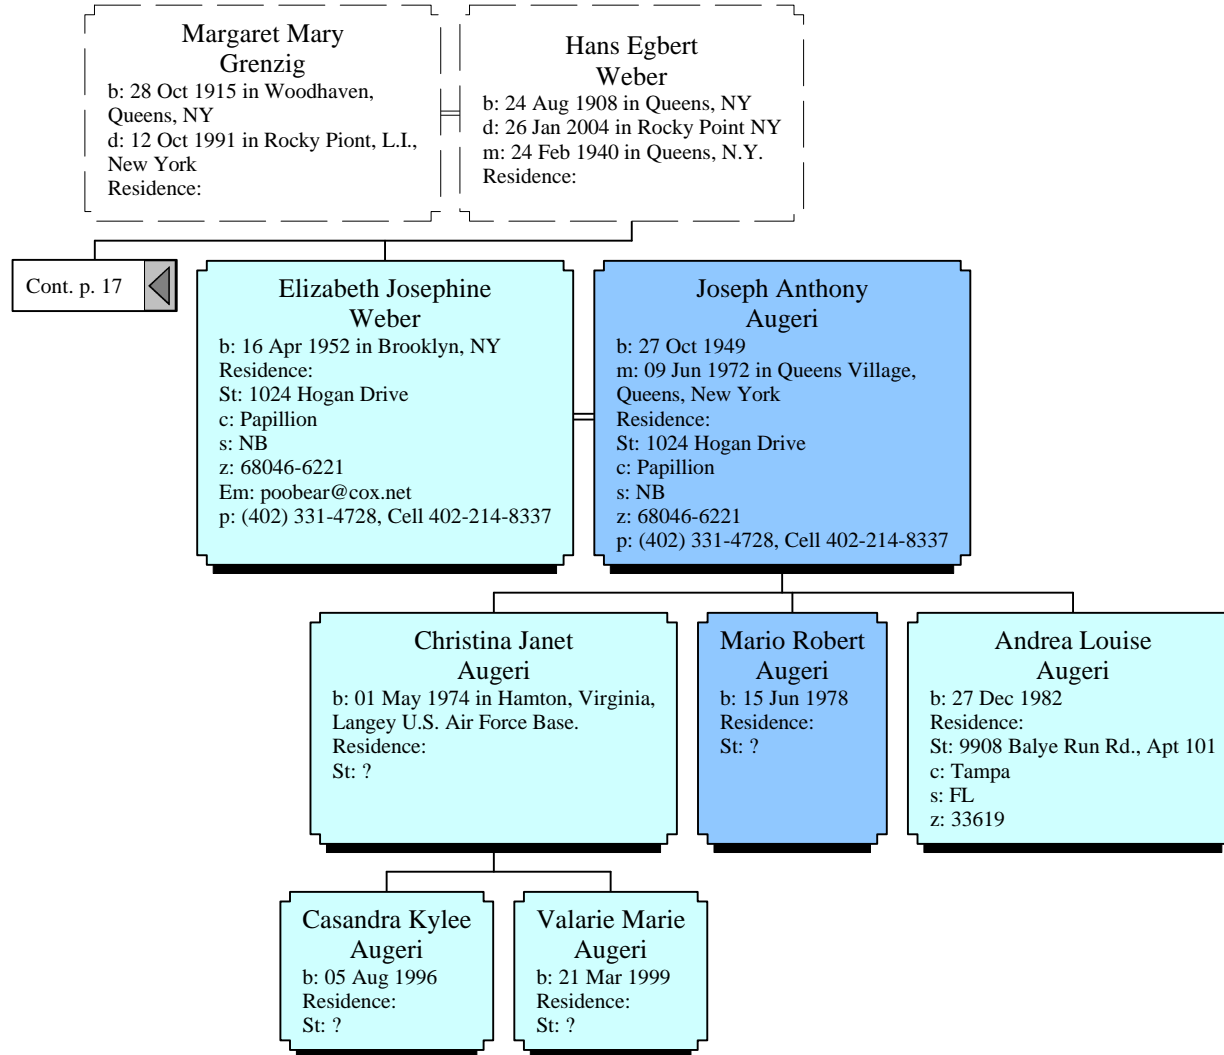 Margaret Mary
Grenzig
b: 28 Oct 1915 in Woodhaven,
Queens, NY
d: 12 Oct 1991 in Rocky Piont, L.I.,
New York
Residence:
Hans Egbert
Weber
b: 24 Aug 1908 in Queens, NY
d: 26 Jan 2004 in Rocky Point NY
m: 24 Feb 1940 in Queens, N.Y.
Residence:
Cont. p. 17
Elizabeth Josephine
Weber
b: 16 Apr 1952 in Brooklyn, NY
Residence:
St: 1024 Hogan Drive
c: Papillion
s: NB
z: 68046-6221
Em: poobear@cox.net
p: (402) 331-4728, Cell 402-214-8337
Joseph Anthony
Augeri
b: 27 Oct 1949
m: 09 Jun 1972 in Queens Village,
Queens, New York
Residence:
St: 1024 Hogan Drive
c: Papillion
s: NB
z: 68046-6221
p: (402) 331-4728, Cell 402-214-8337
Christina Janet
Augeri
b: 01 May 1974 in Hamton, Virginia,
Langey U.S. Air Force Base.
Residence:
St: ?
Mario Robert
Augeri
b: 15 Jun 1978
Residence:
St: ?
Andrea Louise
Augeri
b: 27 Dec 1982
Residence:
St: 9908 Balye Run Rd., Apt 101
c: Tampa
s: FL
z: 33619
Casandra Kylee
Augeri
b: 05 Aug 1996
Residence:
St: ?
Valarie Marie
Augeri
b: 21 Mar 1999
Residence:
St: ?